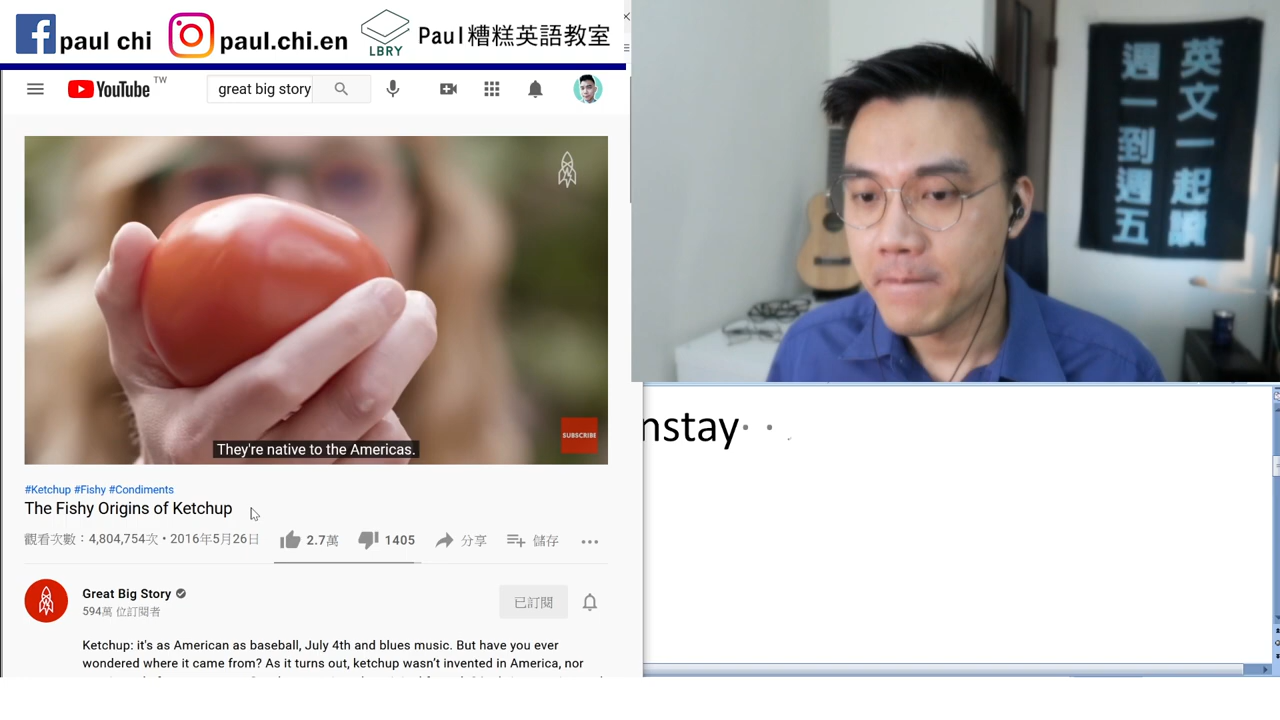 paul chi
paul.chi.en
LBRY
Paul糟糕英語教室
YouTube TW
great big story
They're native to the Americas.
SUBSCRIBE
#Ketchup #Fishy #Condiments
The Fishy Origins of Ketchup
觀看次數：4,804,754次 • 2016年5月26日
2.7萬
1405
分享
儲存
Great Big Story
594萬 位訂閱者
已訂閱
Ketchup: it's as American as baseball, July 4th and blues music. But have you ever
wondered where it came from? As it turns out, ketchup wasn't invented in America, nor
英文一起讀
週一到週五
nstay